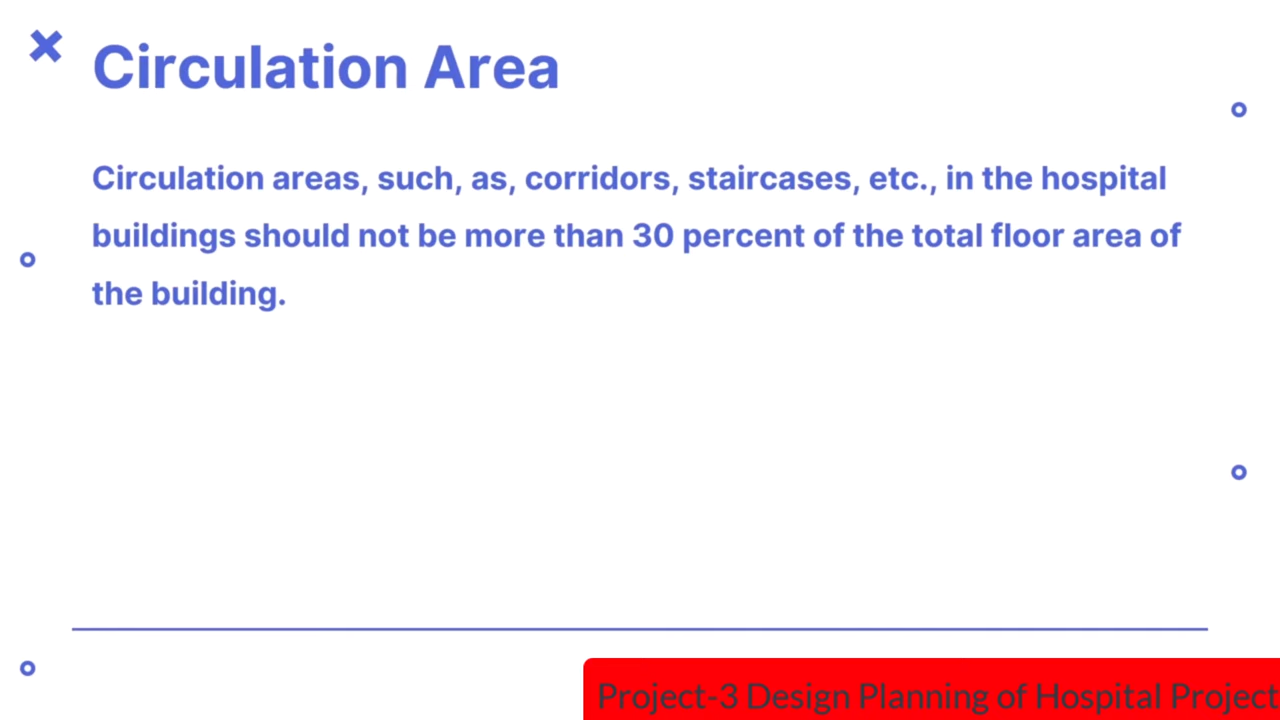 Circulation Area
Circulation areas, such, as, corridors, staircases, etc., in the hospital
buildings should not be more than 30 percent of the total floor area of
the building.
Project-3 Design Planning of Hospital Project